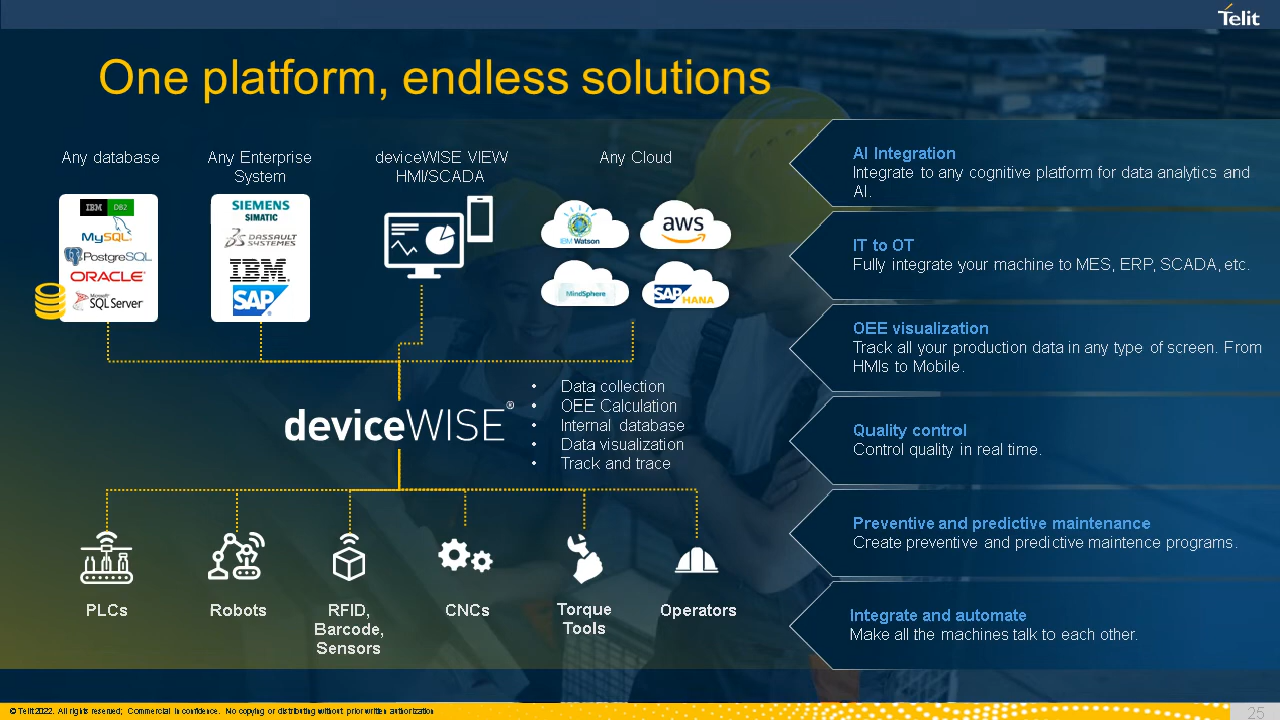 Telit
One platform, endless solutions
Any database
Any Enterprise
System
deviceWISE VIEW
HMI/SCADA
Any Cloud
IBM DB2
MySQL
PostgreSQL
ORACLE
Microsoft
SQL Server
SIEMENS
SIMATIC
DASSAULT
SYSTEMES
IBM
SAP
IBM Watson
aws
MindSphere
SAP HANA
deviceWISE®
• Data collection
• OEE Calculation
• Internal database
• Data visualization
• Track and trace
PLCs
Robots
RFID,
Barcode,
Sensors
CNCs
Torque
Tools
Operators
AI Integration
Integrate to any cognitive platform for data analytics and
AI.
IT to OT
Fully integrate your machine to MES, ERP, SCADA, etc.
OEE visualization
Track all your production data in any type of screen. From
HMIs to Mobile.
Quality control
Control quality in real time.
Preventive and predictive maintenance
Create preventive and predictive maintence programs.
Integrate and automate
Make all the machines talk to each other.
© Telit 2022. All rights reserved; Commercial in confidence. No copying or distributing without prior written authorization
25